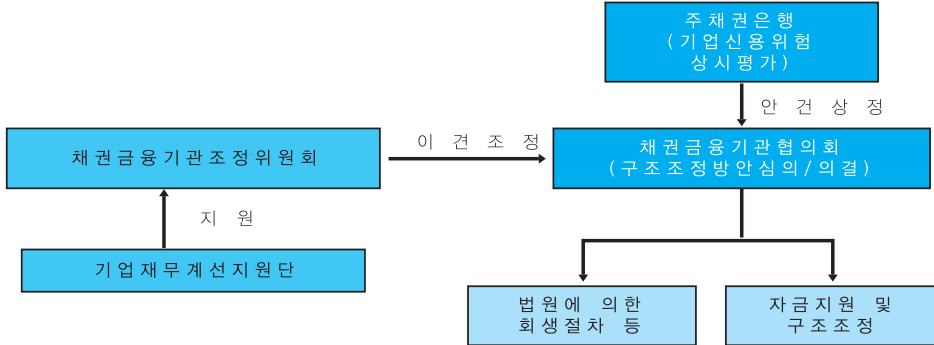 주채권은행
(기업신용위험
상시평가)
안건상정
채권금융기관조정위원회
이견조정
채권금융기관협의회
(구조조정방안심의/의결)
지원
기업재무계선지원단
법원에 의한
회생절차 등
자금지원 및
구조조정